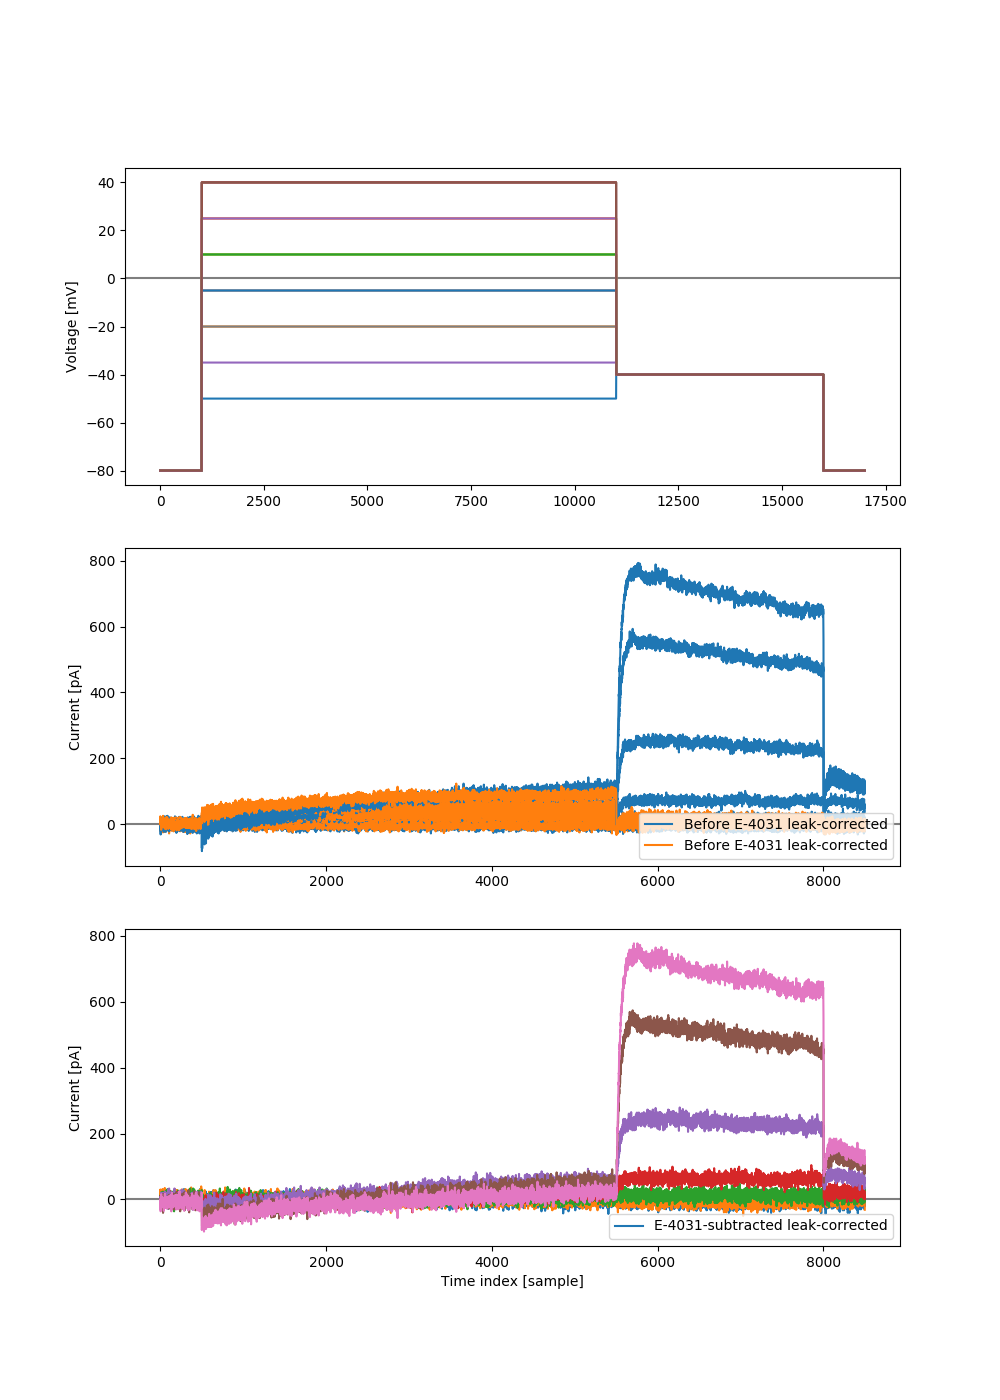 40
20
0
−20
−40
−60
−80
Voltage [mV]
0 2500 5000 7500 10000 12500 15000 17500
800
600
400
200
0
Current [pA]
Before E-4031 leak-corrected
Before E-4031 leak-corrected
0 2000 4000 6000 8000
800
600
400
200
0
Current [pA]
E-4031-subtracted leak-corrected
0 2000 4000 6000 8000
Time index [sample]